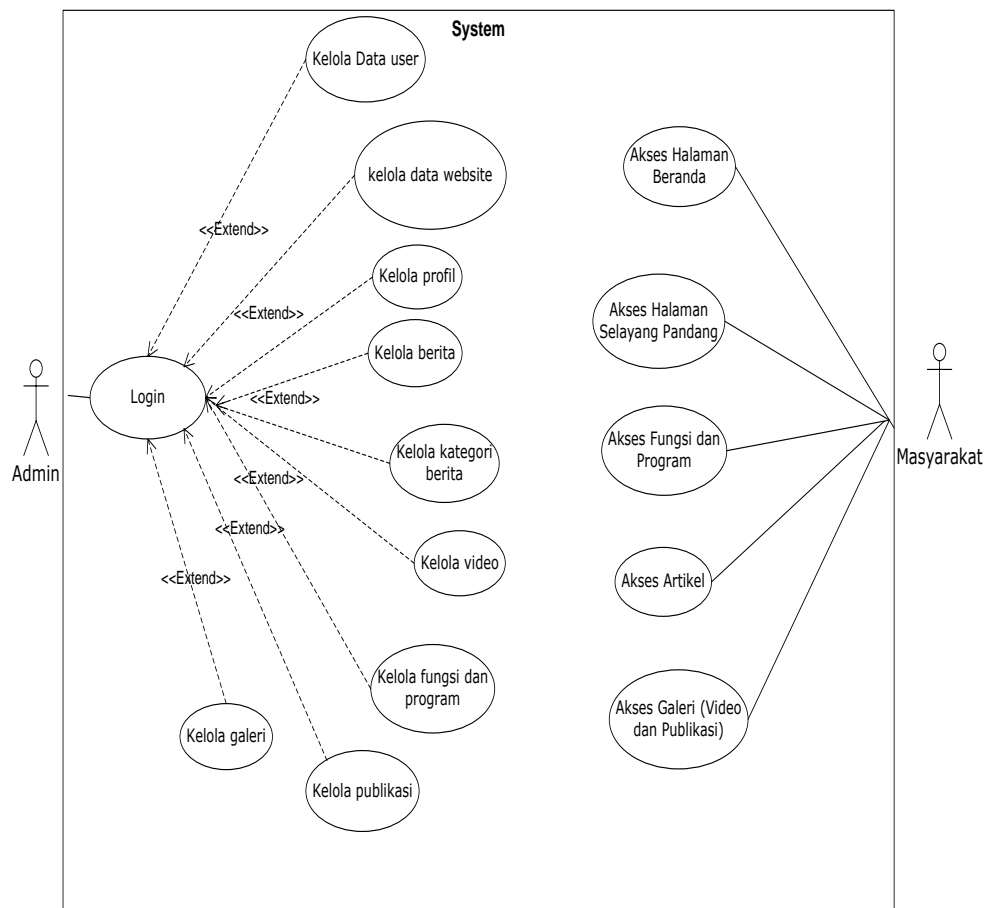 System
Kelola Data user
kelola data website
<<Extend>>
Kelola profil
<<Extend>>
Kelola berita
<<Extend>>
Login
Admin
Kelola kategori
berita
<<Extend>>
<<Extend>>
Kelola video
<<Extend>>
Kelola fungsi dan
program
Kelola galeri
Kelola publikasi
Akses Halaman
Beranda
Akses Halaman
Selayang Pandang
Akses Fungsi dan
Program
Masyarakat
Akses Artikel
Akses Galeri (Video
dan Publikasi)